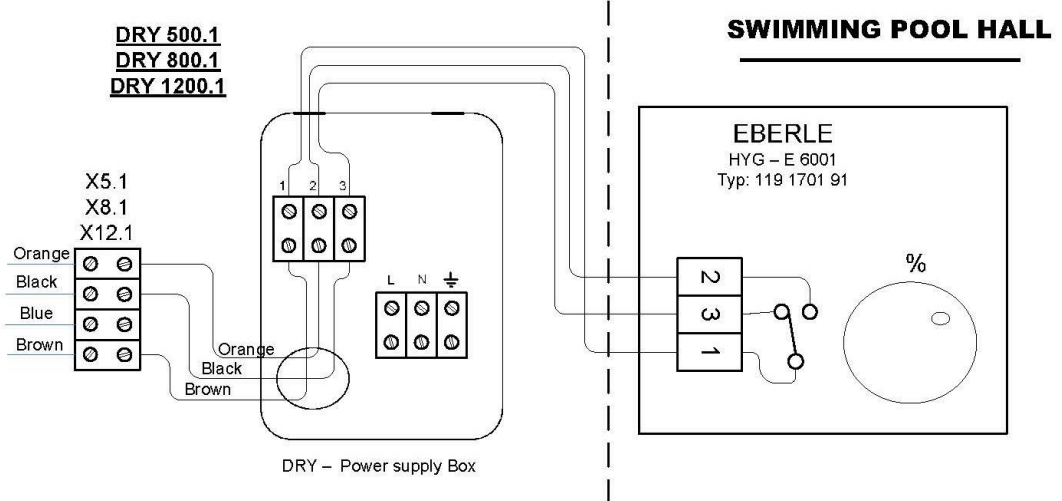 DRY 500.1
DRY 800.1
DRY 1200.1
SWIMMING POOL HALL
EBERLE
HYG – E 6001
Typ: 119 1701 91
X5.1
X8.1
X12.1
1 2 3
Orange
Black
Blue
Brown
L N
%
2
3
1
Orange
Black
Brown
DRY – Power supply Box